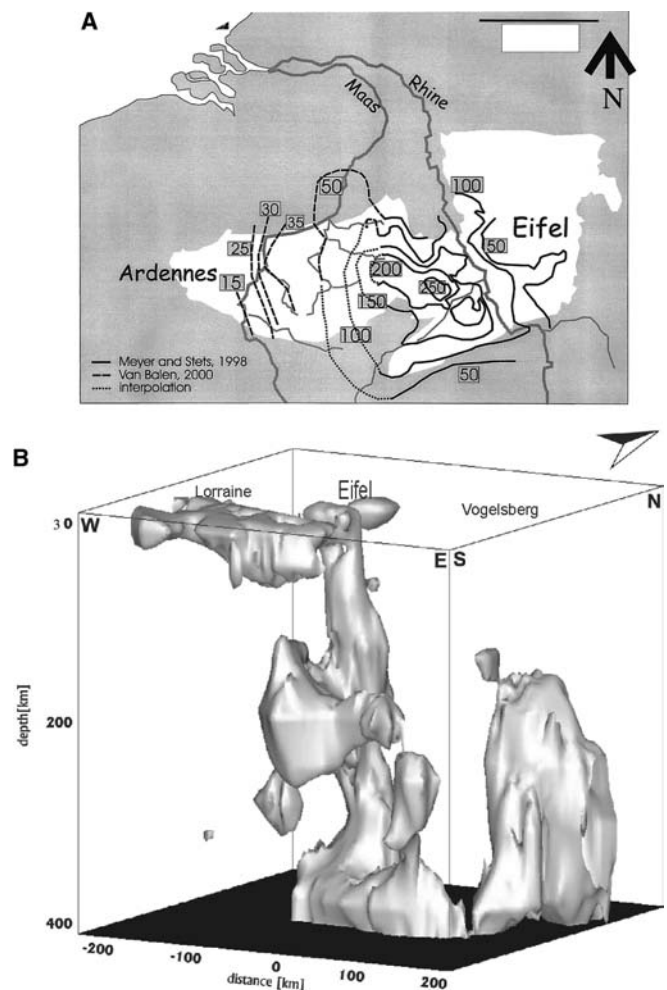 A
N
Maas
Rhine
50
100
30
35
25
Eifel
50
Ardennes
15
200
250
150
100
50
Meyer and Stets, 1998
Van Balen, 2000
interpolation
B
Lorraine
Eifel
Vogelsberg
N
W
E S
30
200
400
depth[km]
-200
-100
0
100
200
distance [km]